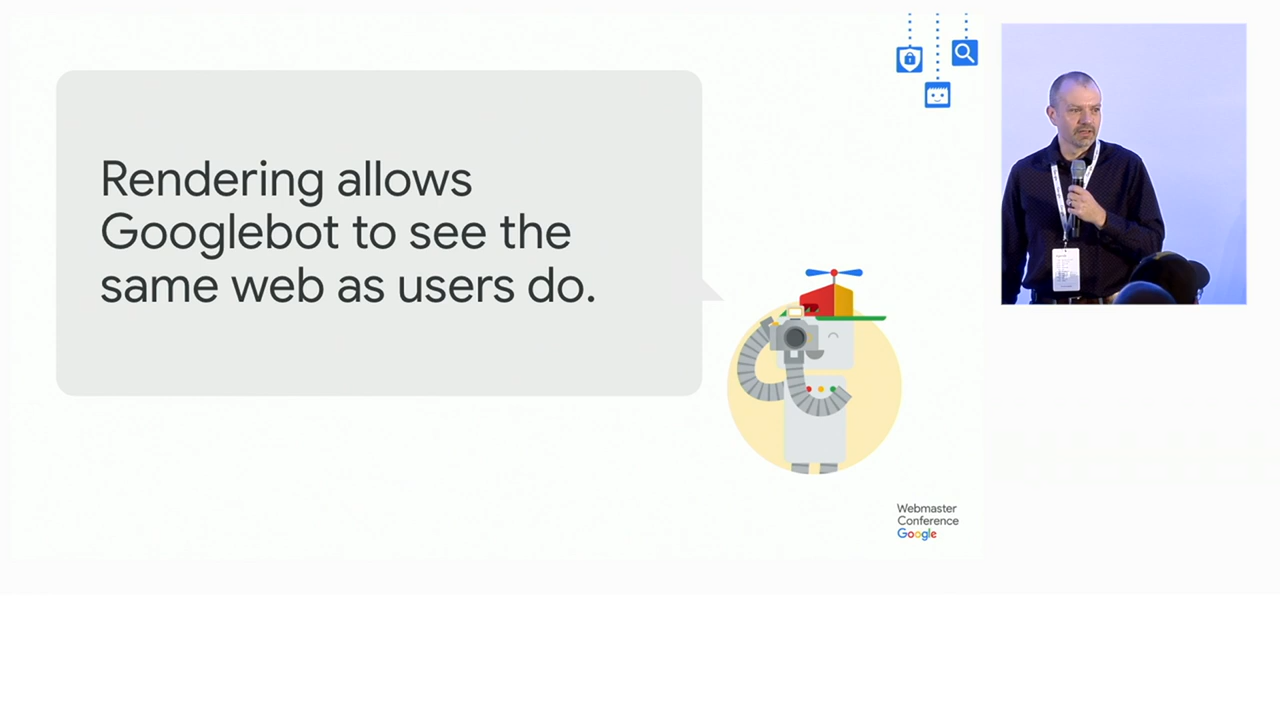 Rendering allows
Googlebot to see the
same web as users do.
Webmaster
Conference
Google